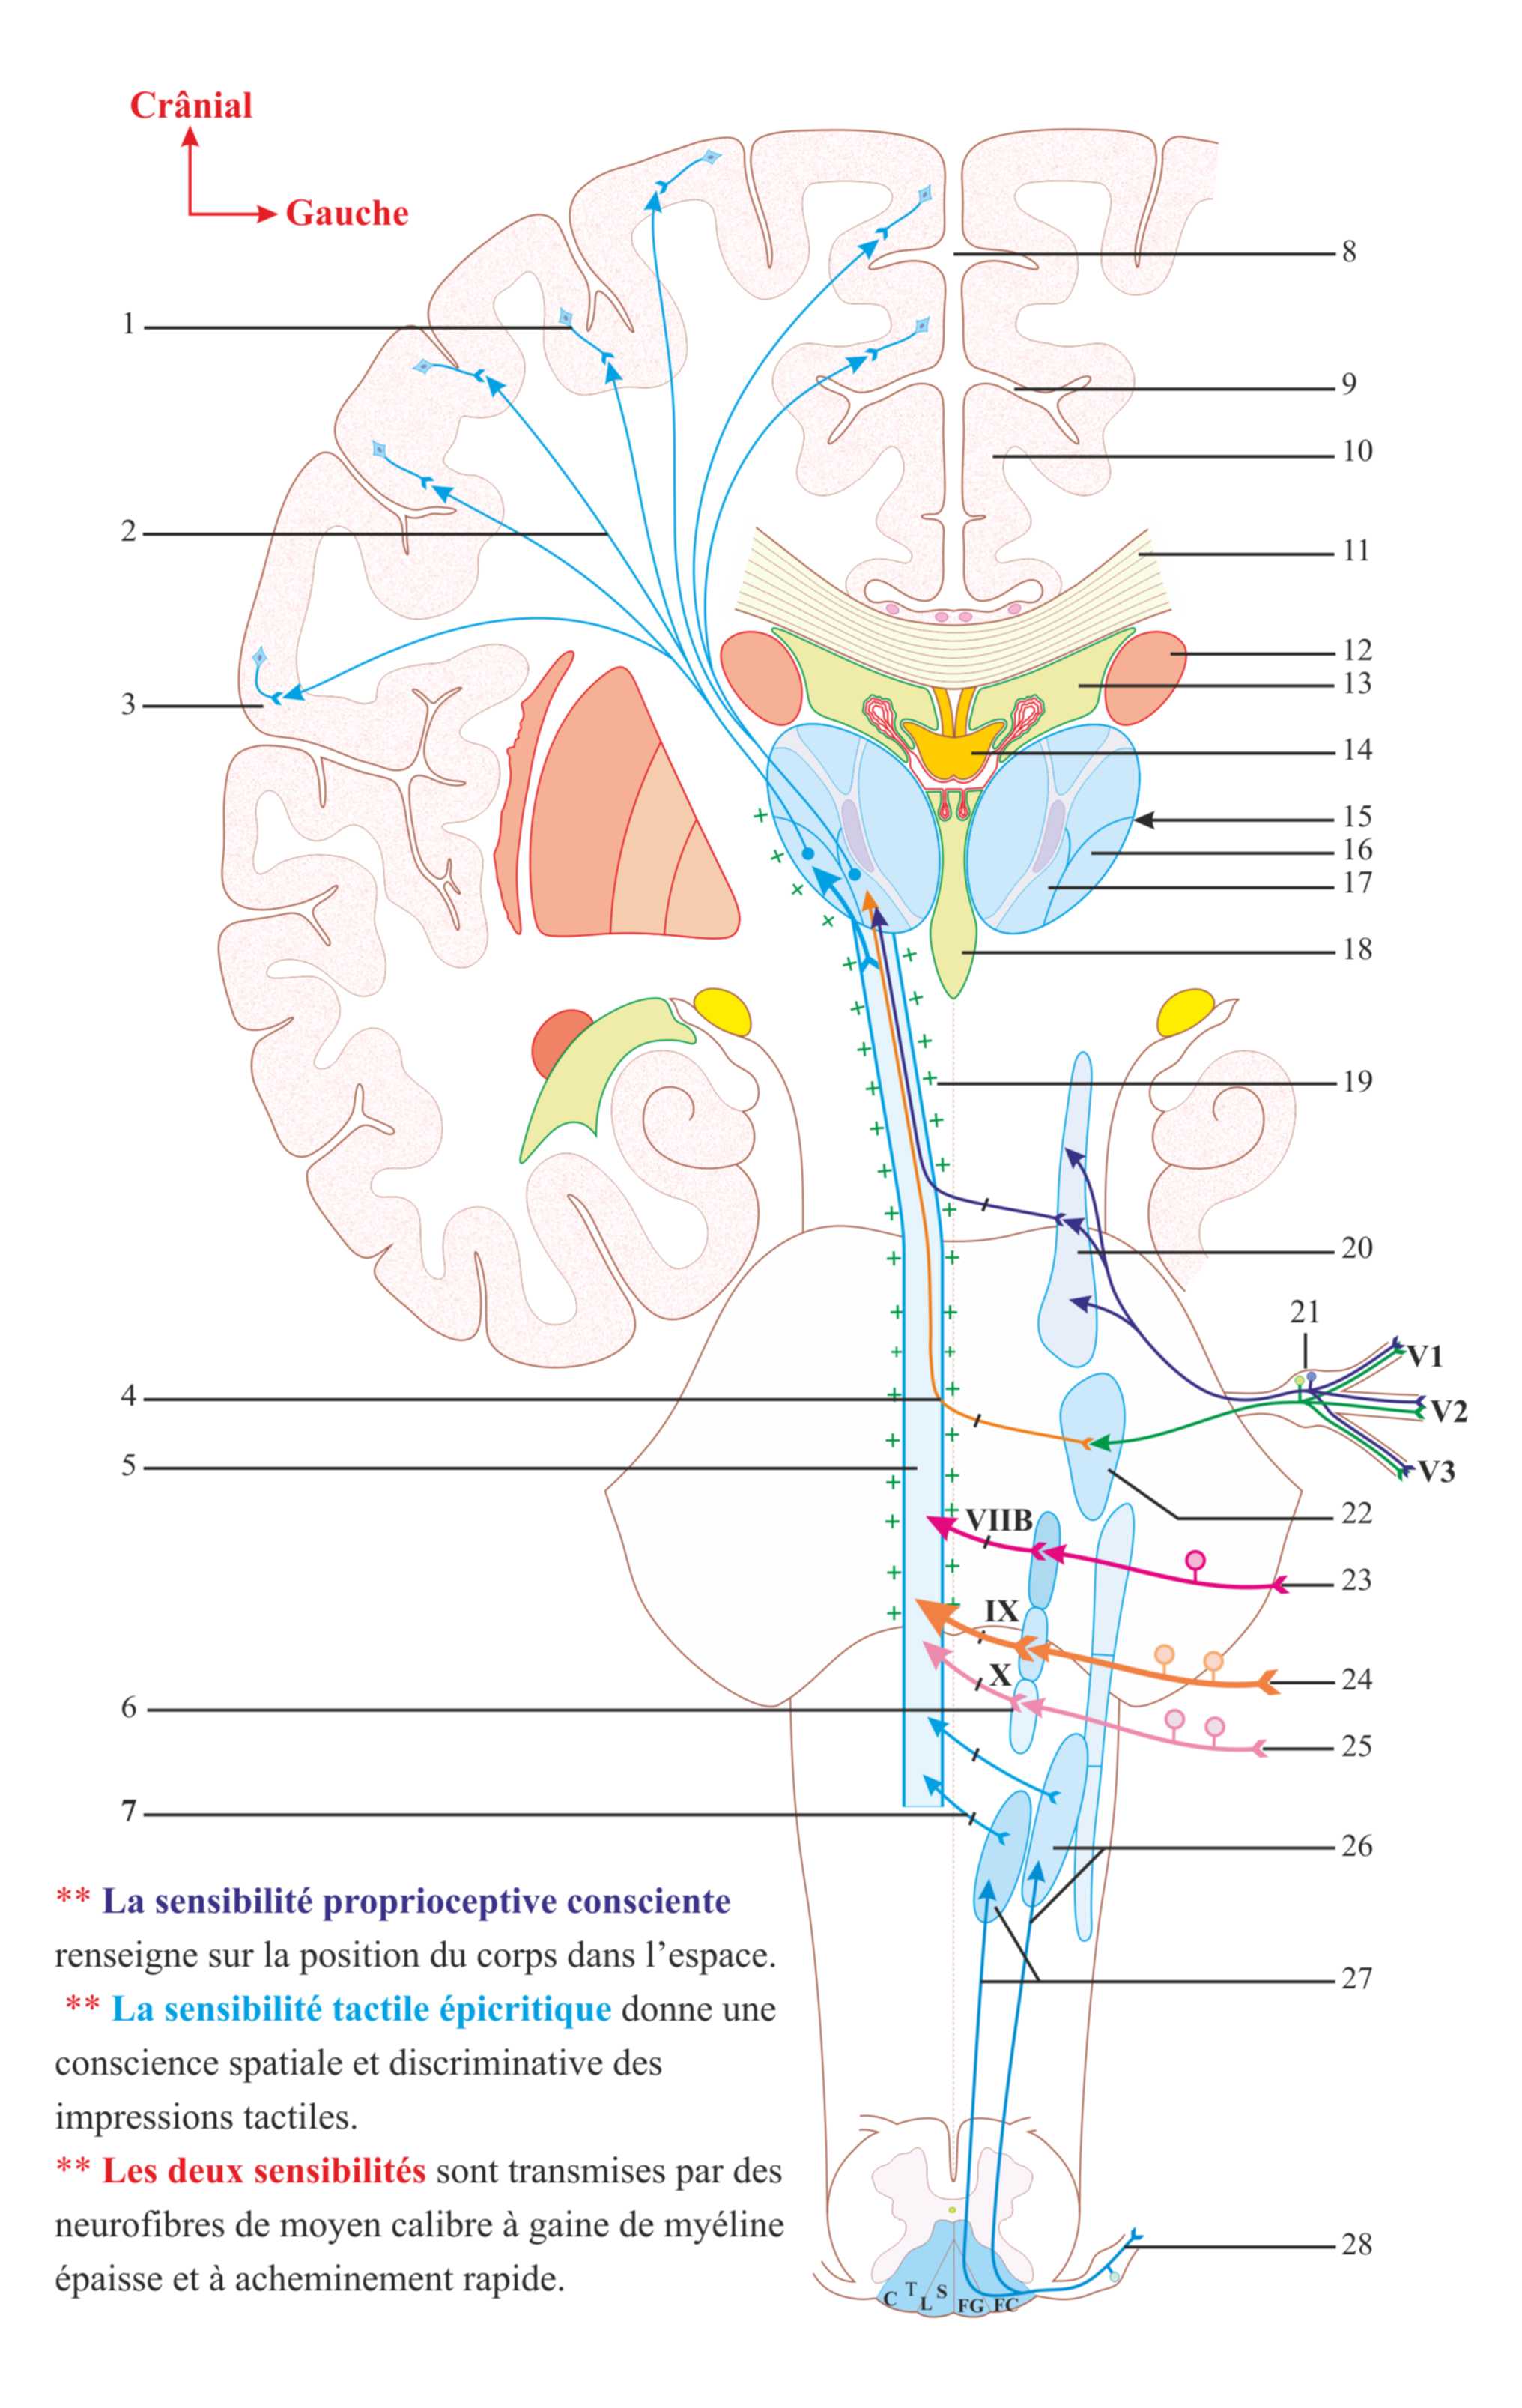 Crânial
Gauche
1
2
3
4
5
6
7
8
9
10
11
12
13
14
15
16
17
18
19
20
21
V1
V2
V3
22
VIIB
23
IX
24
X
25
26
27
28
** La sensibilité proprioceptive consciente
renseigne sur la position du corps dans l’espace.
** La sensibilité tactile épicritique donne une
conscience spatiale et discriminative des
impressions tactiles.
** Les deux sensibilités sont transmises par des
neurofibres de moyen calibre à gaine de myéline
épaisse et à acheminement rapide.
C T L S FG FC